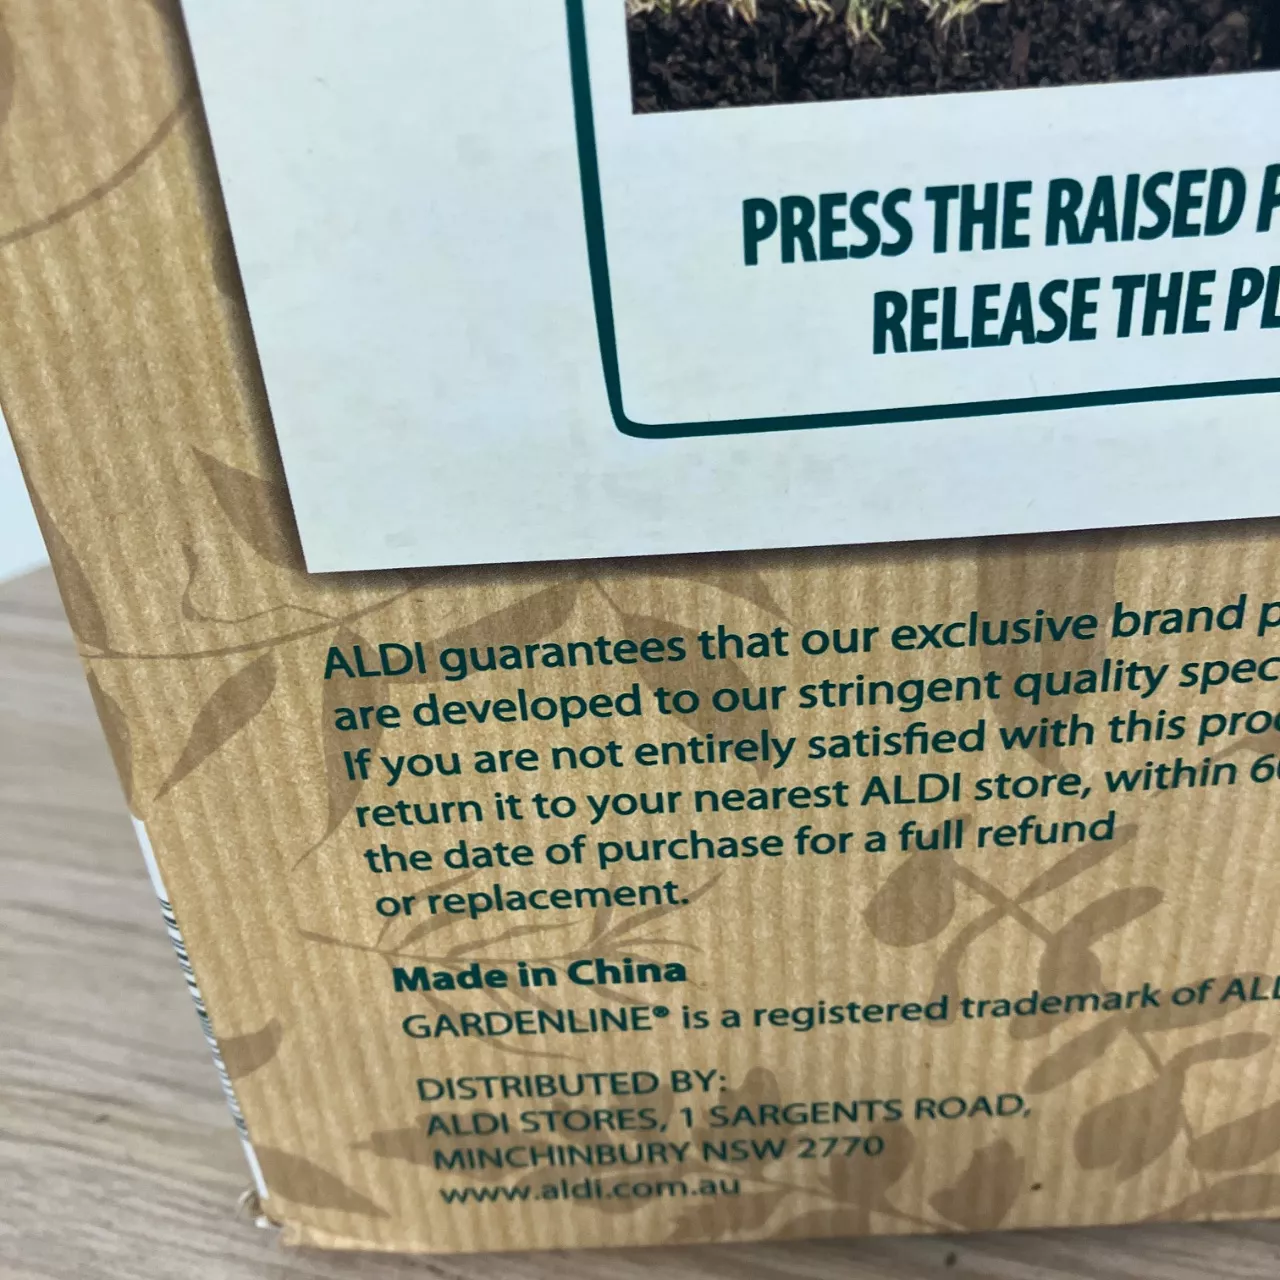 PRESS THE RAISED
RELEASE THE
ALDI guarantees that our exclusive brand
are developed to our stringent quality
If you are not entirely satisfied with this
return it to your nearest ALDI store, within
the date of purchase for a full refund
or replacement.
Made in China
GARDENLINE® is a registered trademark of
DISTRIBUTED BY:
ALDI STORES, 1 SARGENTS ROAD,
MINCHINBURY NSW 2770
www.aldi.com.au